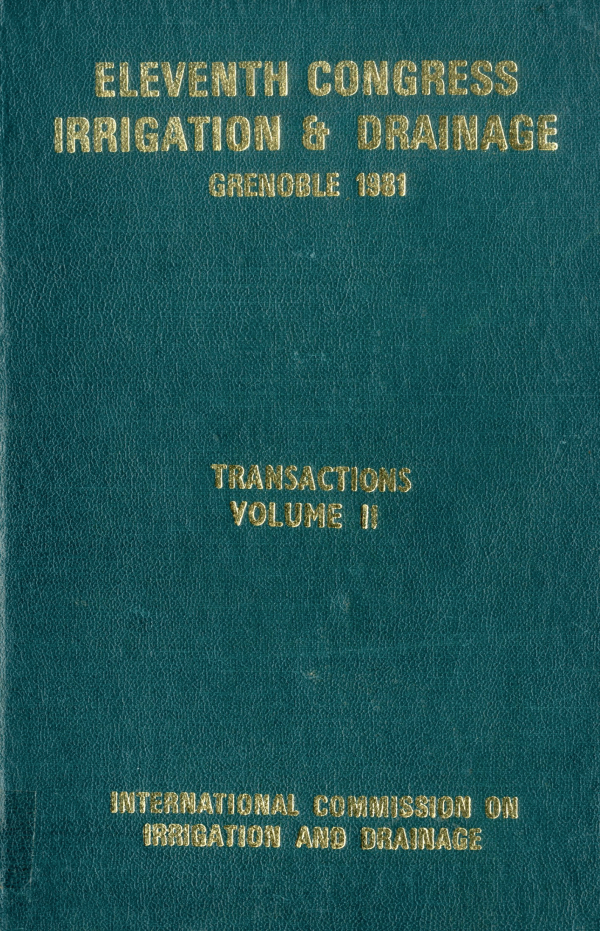 ELEVENTH CONGRESS
IRRIGATION & DRAINAGE
GRENOBLE 1981
TRANSACTIONS
VOLUME II
INTERNATIONAL COMMISSION ON
IRRIGATION AND DRAINAGE